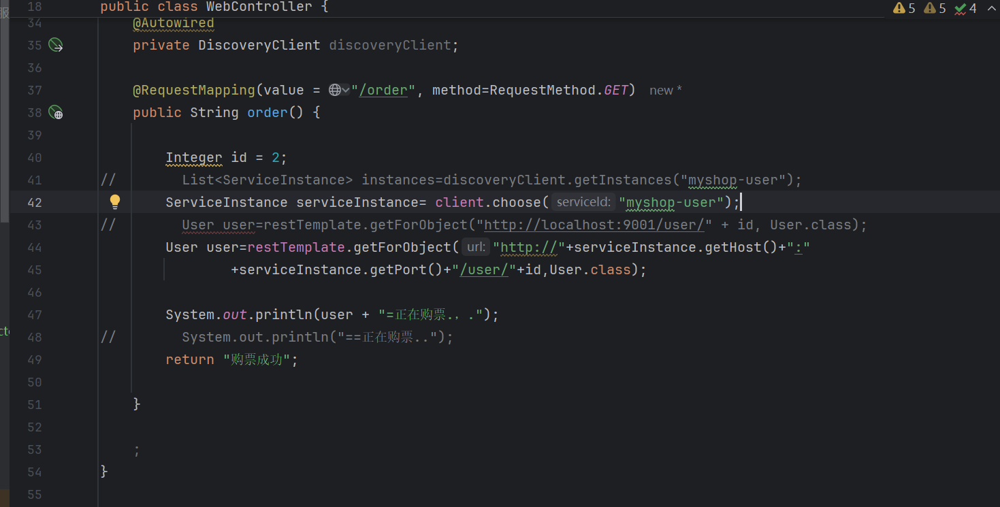 报
18 public class WebController {
5 5 4
34 @Autowired
35 private DiscoveryClient discoveryClient;
36
37 @RequestMapping(value = "/order", method=RequestMethod.GET) new *
38 public String order() {
39
40 Integer id = 2;
41 // List<ServiceInstance> instances=discoveryClient.getInstances("myshop-user");
42 ServiceInstance serviceInstance= client.choose( serviceId: "myshop-user");
43 // User user=restTemplate.getForObject("http://localhost:9001/user/" + id, User.class);
44 User user=restTemplate.getForObject( url: "http://"+serviceInstance.getHost()+":"
45 +serviceInstance.getPort()+"/user/"+id,User.class);
46
47 System.out.println(user + "=正在购票.，.");
ct
48 // System.out.println("==正在购票..");
49 return "购票成功";
50
51 }
52
53 ;
54 }
55